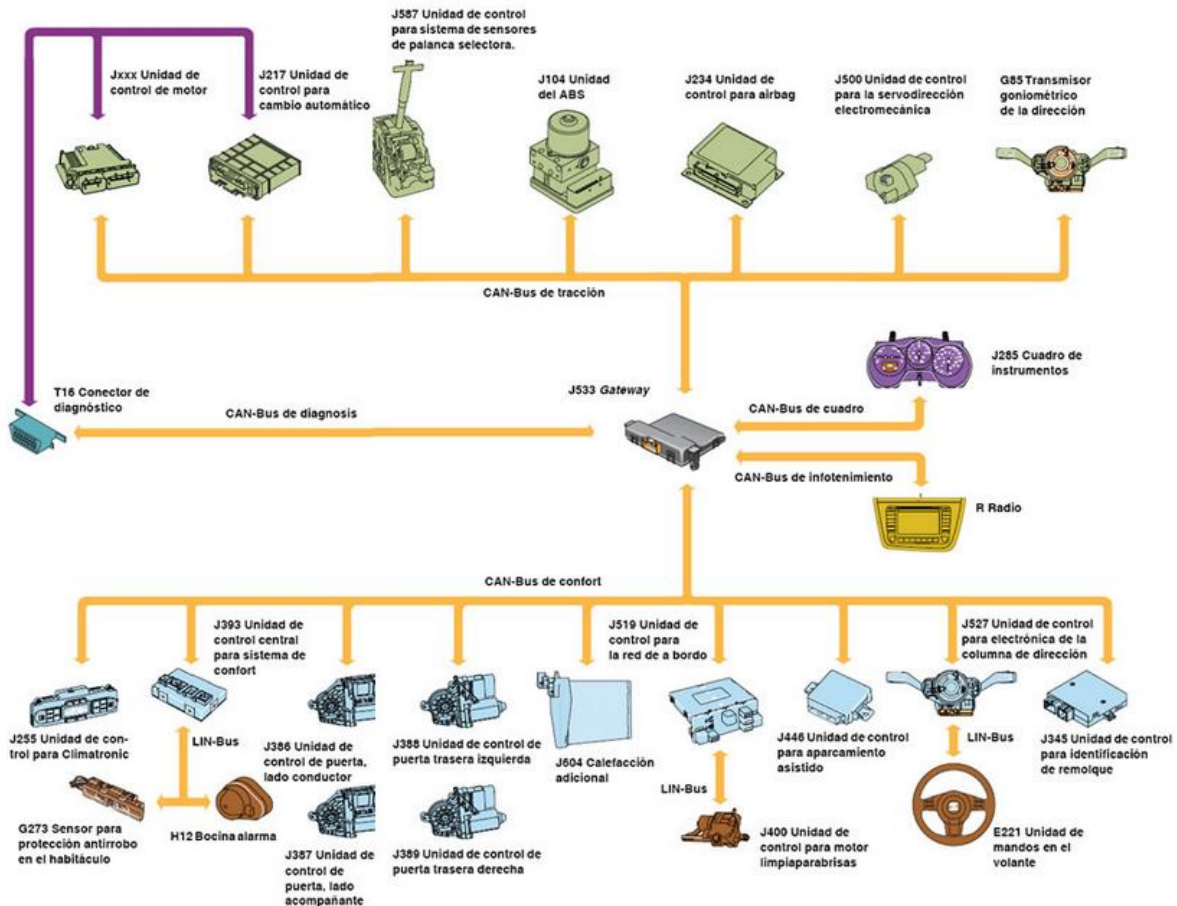 J587 Unidad de control
para sistema de sensores
de palanca selectora.
Jxxx Unidad de
control de motor
J217 Unidad de
control para
cambio automático
J104 Unidad
del ABS
J234 Unidad de
control para airbag
J500 Unidad de control
para la servodirección
electromecánica
G85 Transmisor
goniométrico
de la dirección
CAN-Bus de tracción
J285 Cuadro de
instrumentos
T16 Conector de
diagnóstico
J533 Gateway
CAN-Bus de diagnosis
CAN-Bus de cuadro
CAN-Bus de infotenimiento
R Radio
CAN-Bus de confort
J393 Unidad de
control central
para sistema de
confort
J519 Unidad de
control para
la red de a bordo
J527 Unidad de control
para electrónica de la
columna de dirección
J255 Unidad de con-
trol para Climatronic
LIN-Bus
J386 Unidad de
control de puerta,
lado conductor
J388 Unidad de control de
puerta trasera izquierda
J604 Calefacción
adicional
J446 Unidad de control
para aparcamiento
asistido
LIN-Bus
J345 Unidad de control
para identificación
de remolque
LIN-Bus
G273 Sensor para
protección antirrobo
en el habitáculo
H12 Bocina alarma
J387 Unidad de
control de
puerta, lado
acompañante
J389 Unidad de control de
puerta trasera derecha
J400 Unidad de
control para motor
limpiaparabrisas
E221 Unidad de
mandos en el
volante